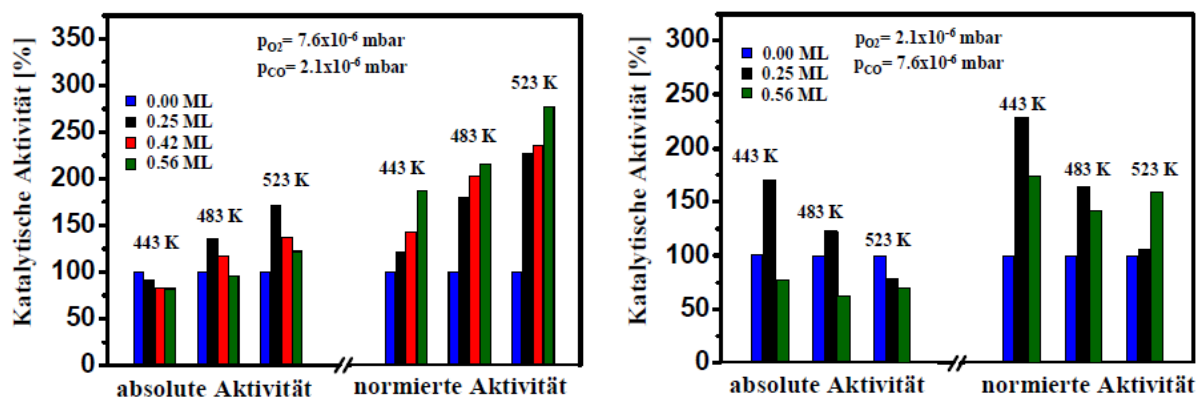 Katalytische Aktivität [%]
350
300
250
200
150
100
50
0
p_O2= 7.6x10^-6 mbar
p_CO= 2.1x10^-6 mbar
0.00 ML
0.25 ML
0.42 ML
0.56 ML
443 K
483 K
523 K
443 K
483 K
523 K
absolute Aktivität
normierte Aktivität
Katalytische Aktivität [%]
300
250
200
150
100
50
0
p_O2= 2.1x10^-6 mbar
p_CO= 7.6x10^-6 mbar
0.00 ML
0.25 ML
0.56 ML
443 K
483 K
523 K
443 K
483 K
523 K
absolute Aktivität
normierte Aktivität